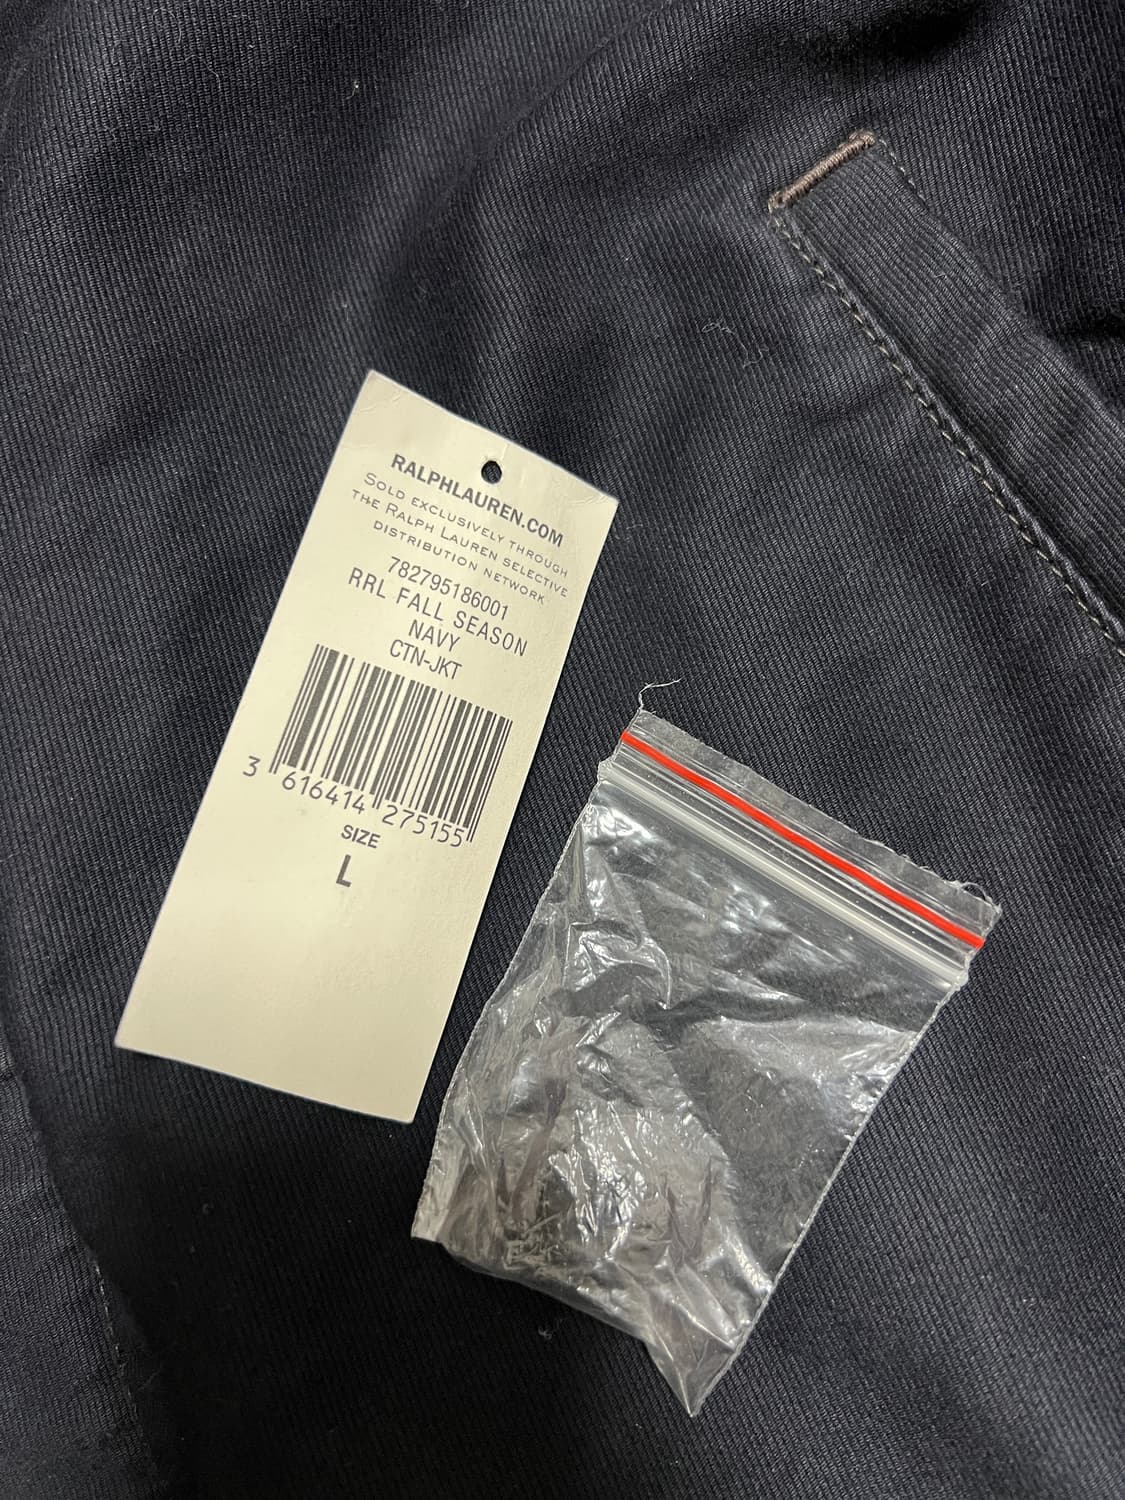 RALPHLAUREN.COM
SOLD EXCLUSIVELY THROUGH
THE RALPH LAUREN SELECTIVE
DISTRIBUTION NETWORK
782795186001
RRL FALL SEASON
NAVY
CTN-JKT
3 616414 275155
SIZE
L